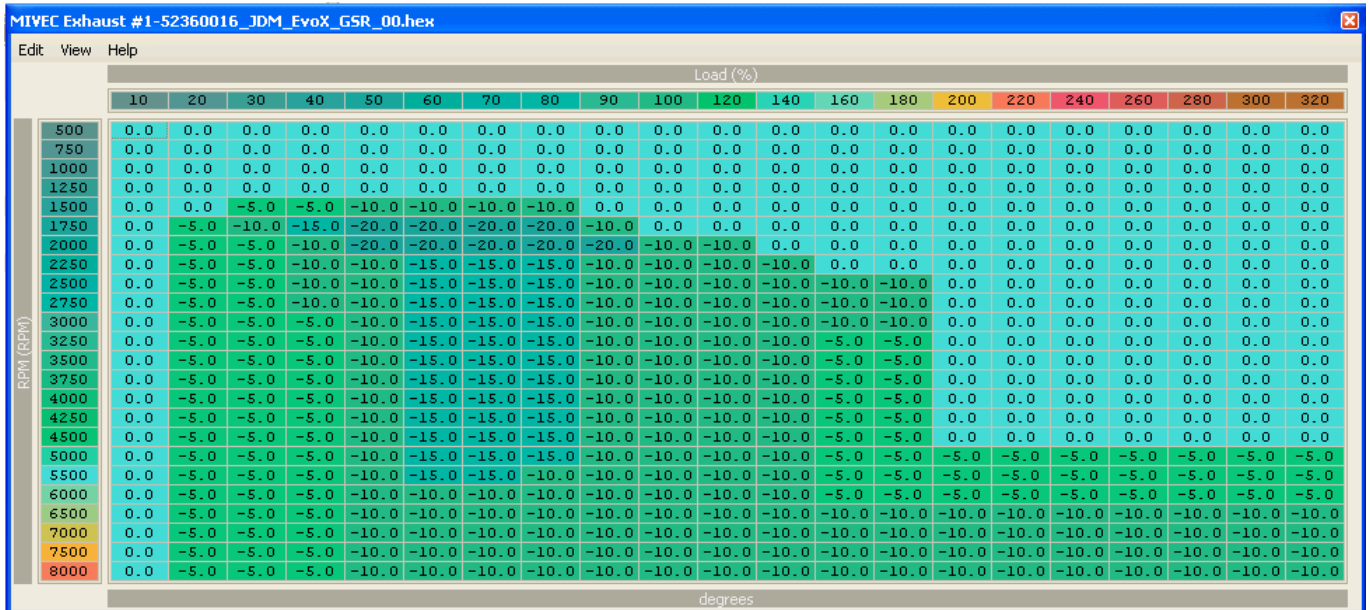 MIVEC Exhaust #1-52360016_JDM_EvoX_GSR_00.hex
Edit View Help
Load (%)
10 20 30 40 50 60 70 80 90 100 120 140 160 180 200 220 240 260 280 300 320
RPM (RPM)
500 0.0 0.0 0.0 0.0 0.0 0.0 0.0 0.0 0.0 0.0 0.0 0.0 0.0 0.0 0.0 0.0 0.0 0.0 0.0 0.0 0.0
750 0.0 0.0 0.0 0.0 0.0 0.0 0.0 0.0 0.0 0.0 0.0 0.0 0.0 0.0 0.0 0.0 0.0 0.0 0.0 0.0 0.0
1000 0.0 0.0 0.0 0.0 0.0 0.0 0.0 0.0 0.0 0.0 0.0 0.0 0.0 0.0 0.0 0.0 0.0 0.0 0.0 0.0 0.0
1250 0.0 0.0 0.0 0.0 0.0 0.0 0.0 0.0 0.0 0.0 0.0 0.0 0.0 0.0 0.0 0.0 0.0 0.0 0.0 0.0 0.0
1500 0.0 0.0 -5.0 -5.0 -10.0 -10.0 -10.0 -10.0 0.0 0.0 0.0 0.0 0.0 0.0 0.0 0.0 0.0 0.0 0.0 0.0 0.0
1750 0.0 -5.0 -10.0 -15.0 -20.0 -20.0 -20.0 -20.0 -10.0 0.0 0.0 0.0 0.0 0.0 0.0 0.0 0.0 0.0 0.0 0.0 0.0
2000 0.0 -5.0 -5.0 -10.0 -20.0 -20.0 -20.0 -20.0 -20.0 -10.0 -10.0 0.0 0.0 0.0 0.0 0.0 0.0 0.0 0.0 0.0 0.0
2250 0.0 -5.0 -5.0 -10.0 -10.0 -15.0 -15.0 -15.0 -10.0 -10.0 -10.0 -10.0 0.0 0.0 0.0 0.0 0.0 0.0 0.0 0.0 0.0
2500 0.0 -5.0 -5.0 -10.0 -10.0 -15.0 -15.0 -15.0 -10.0 -10.0 -10.0 -10.0 -10.0 -10.0 0.0 0.0 0.0 0.0 0.0 0.0 0.0
2750 0.0 -5.0 -5.0 -10.0 -10.0 -15.0 -15.0 -15.0 -10.0 -10.0 -10.0 -10.0 -10.0 -10.0 0.0 0.0 0.0 0.0 0.0 0.0 0.0
3000 0.0 -5.0 -5.0 -5.0 -10.0 -15.0 -15.0 -15.0 -10.0 -10.0 -10.0 -10.0 -10.0 -10.0 0.0 0.0 0.0 0.0 0.0 0.0 0.0
3250 0.0 -5.0 -5.0 -5.0 -10.0 -15.0 -15.0 -15.0 -10.0 -10.0 -10.0 -10.0 -5.0 -5.0 0.0 0.0 0.0 0.0 0.0 0.0 0.0
3500 0.0 -5.0 -5.0 -5.0 -10.0 -15.0 -15.0 -15.0 -10.0 -10.0 -10.0 -10.0 -5.0 -5.0 0.0 0.0 0.0 0.0 0.0 0.0 0.0
3750 0.0 -5.0 -5.0 -5.0 -10.0 -15.0 -15.0 -15.0 -10.0 -10.0 -10.0 -10.0 -5.0 -5.0 0.0 0.0 0.0 0.0 0.0 0.0 0.0
4000 0.0 -5.0 -5.0 -5.0 -10.0 -15.0 -15.0 -15.0 -10.0 -10.0 -10.0 -10.0 -5.0 -5.0 0.0 0.0 0.0 0.0 0.0 0.0 0.0
4250 0.0 -5.0 -5.0 -5.0 -10.0 -15.0 -15.0 -15.0 -10.0 -10.0 -10.0 -10.0 -5.0 -5.0 0.0 0.0 0.0 0.0 0.0 0.0 0.0
4500 0.0 -5.0 -5.0 -5.0 -10.0 -15.0 -15.0 -15.0 -10.0 -10.0 -10.0 -10.0 -5.0 -5.0 0.0 0.0 0.0 0.0 0.0 0.0 0.0
5000 0.0 -5.0 -5.0 -5.0 -10.0 -15.0 -15.0 -15.0 -10.0 -10.0 -10.0 -10.0 -5.0 -5.0 -5.0 -5.0 -5.0 -5.0 -5.0 -5.0 -5.0
5500 0.0 -5.0 -5.0 -5.0 -10.0 -15.0 -15.0 -10.0 -10.0 -10.0 -10.0 -10.0 -5.0 -5.0 -5.0 -5.0 -5.0 -5.0 -5.0 -5.0 -5.0
6000 0.0 -5.0 -5.0 -5.0 -10.0 -10.0 -10.0 -10.0 -10.0 -10.0 -10.0 -10.0 -5.0 -5.0 -5.0 -5.0 -5.0 -5.0 -5.0 -5.0 -5.0
6500 0.0 -5.0 -5.0 -5.0 -10.0 -10.0 -10.0 -10.0 -10.0 -10.0 -10.0 -10.0 -10.0 -10.0 -10.0 -10.0 -10.0 -10.0 -10.0 -10.0 -10.0
7000 0.0 -5.0 -5.0 -5.0 -10.0 -10.0 -10.0 -10.0 -10.0 -10.0 -10.0 -10.0 -10.0 -10.0 -10.0 -10.0 -10.0 -10.0 -10.0 -10.0 -10.0
7500 0.0 -5.0 -5.0 -5.0 -10.0 -10.0 -10.0 -10.0 -10.0 -10.0 -10.0 -10.0 -10.0 -10.0 -10.0 -10.0 -10.0 -10.0 -10.0 -10.0 -10.0
8000 0.0 -5.0 -5.0 -5.0 -10.0 -10.0 -10.0 -10.0 -10.0 -10.0 -10.0 -10.0 -10.0 -10.0 -10.0 -10.0 -10.0 -10.0 -10.0 -10.0 -10.0
degrees